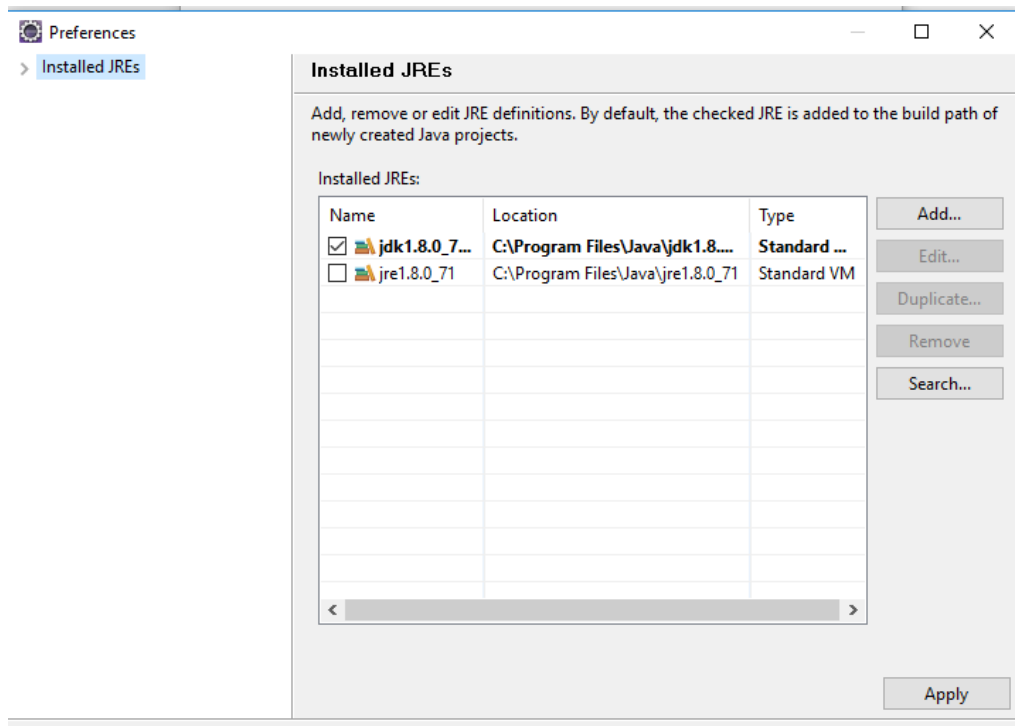 Preferences
Installed JREs
Installed JREs
Add, remove or edit JRE definitions. By default, the checked JRE is added to the build path of
newly created Java projects.
Installed JREs:
Name Location Type
jdk1.8.0_7... C:\Program Files\Java\jdk1.8.... Standard ...
jre1.8.0_71 C:\Program Files\Java\jre1.8.0_71 Standard VM
Add...
Edit...
Duplicate...
Remove
Search...
Apply